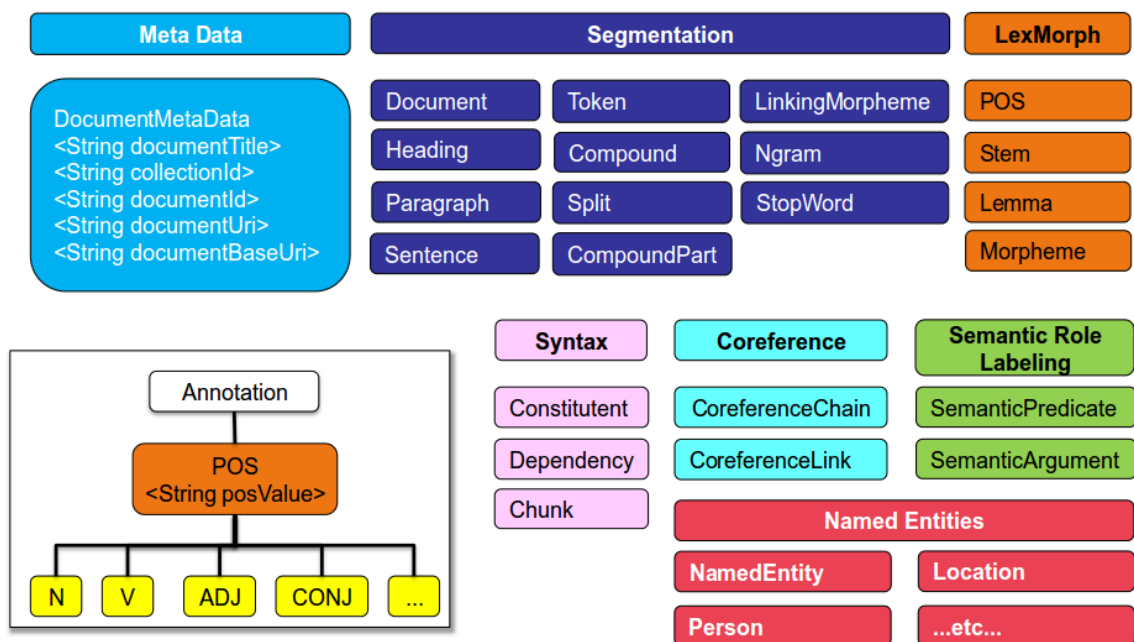 Meta Data
Segmentation
LexMorph
DocumentMetaData
<String documentTitle>
<String collectionId>
<String documentId>
<String documentUri>
<String documentBaseUri>
Document
Token
LinkingMorpheme
POS
Heading
Compound
Ngram
Stem
Paragraph
Split
StopWord
Lemma
Sentence
CompoundPart
Morpheme
Syntax
Coreference
Semantic Role
Labeling
Constitutent
CoreferenceChain
SemanticPredicate
Dependency
CoreferenceLink
SemanticArgument
Chunk
Named Entities
NamedEntity
Location
Person
...etc...
Annotation
POS
<String posValue>
N
V
ADJ
CONJ
...